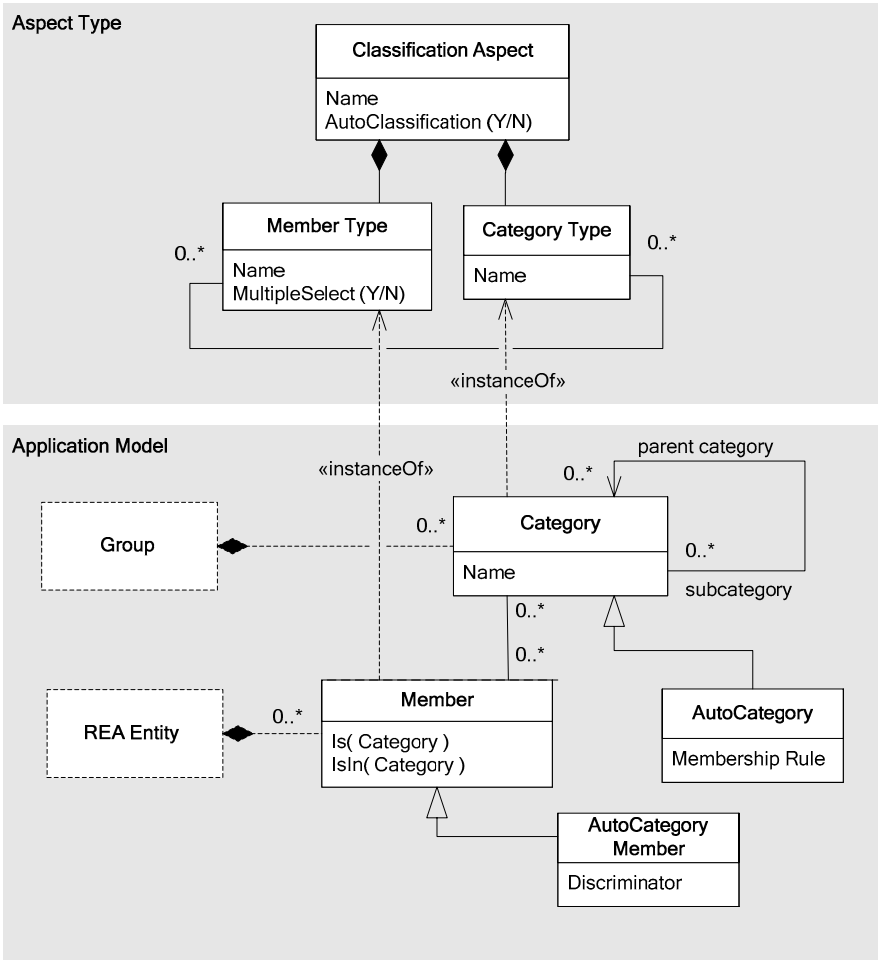 Aspect Type
Classification Aspect
Name
AutoClassification (Y/N)
Member Type
Name
MultipleSelect (Y/N)
0..*
Category Type
Name
0..*
«instanceOf»
Application Model
«instanceOf»
parent category
0..*
Category
Name
0..*
subcategory
Group
0..*
0..*
0..*
REA Entity
0..*
Member
Is( Category )
IsIn( Category )
AutoCategory
Membership Rule
AutoCategory
Member
Discriminator